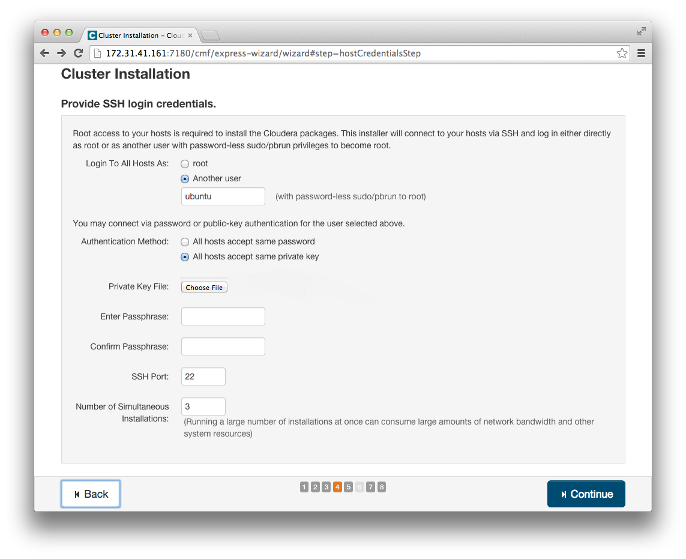 Cluster Installation – Clou
172.31.41.161:7180/cmf/express-wizard/wizard#step=hostCredentialsStep
Cluster Installation
Provide SSH login credentials.
Root access to your hosts is required to install the Cloudera packages. This installer will connect to your hosts via SSH and log in either directly
as root or as another user with password-less sudo/pbrun privileges to become root.
Login To All Hosts As: root
Another user
ubuntu (with password-less sudo/pbrun to root)
You may connect via password or public-key authentication for the user selected above.
Authentication Method: All hosts accept same password
All hosts accept same private key
Private Key File: Choose File
Enter Passphrase:
Confirm Passphrase:
SSH Port: 22
Number of Simultaneous 3
Installations: (Running a large number of installations at once can consume large amounts of network bandwidth and other
system resources)
Back 1 2 3 4 5 6 7 8 Continue